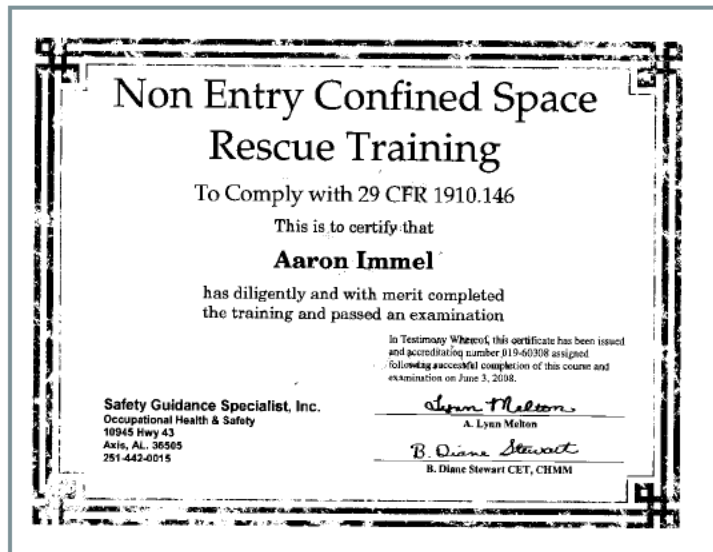 Non Entry Confined Space
Rescue Training
To Comply with 29 CFR 1910.146
This is to certify that
Aaron Immel
has diligently and with merit completed
the training and passed an examination
In Testimony Whereof, this certificate has been issued
and accreditation number 019-60308 assigned
following successful completion of this course and
examination on June 3, 2008.
Safety Guidance Specialist, Inc.
Occupational Health & Safety
10945 Hwy 43
Axis, AL. 36505
251-442-0015
Lynn Melton
A. Lynn Melton
B. Diane Stewart
B. Diane Stewart CET, CHMM